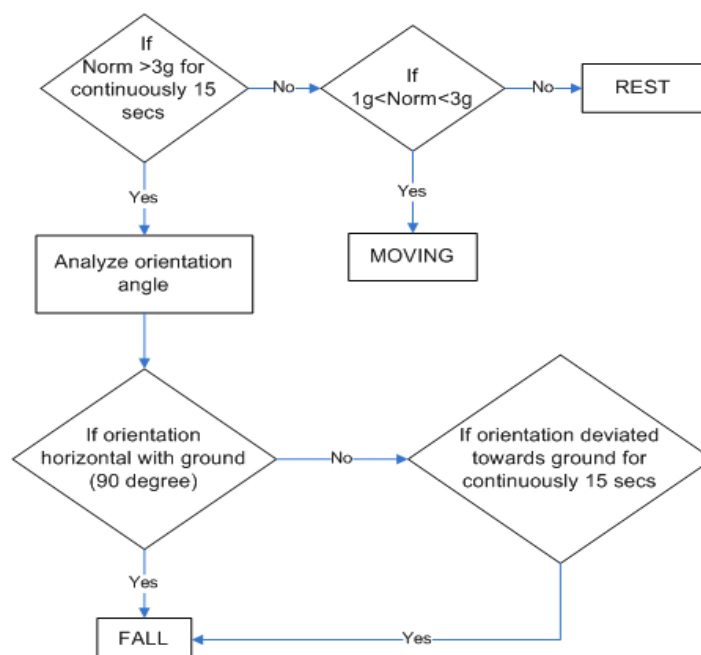 If
Norm >3g for
continuously 15
secs
No
If
1g<Norm<3g
No
REST
Yes
Yes
Analyze orientation
angle
MOVING
If orientation
horizontal with ground
(90 degree)
No
If orientation deviated
towards ground for
continuously 15 secs
Yes
FALL
Yes